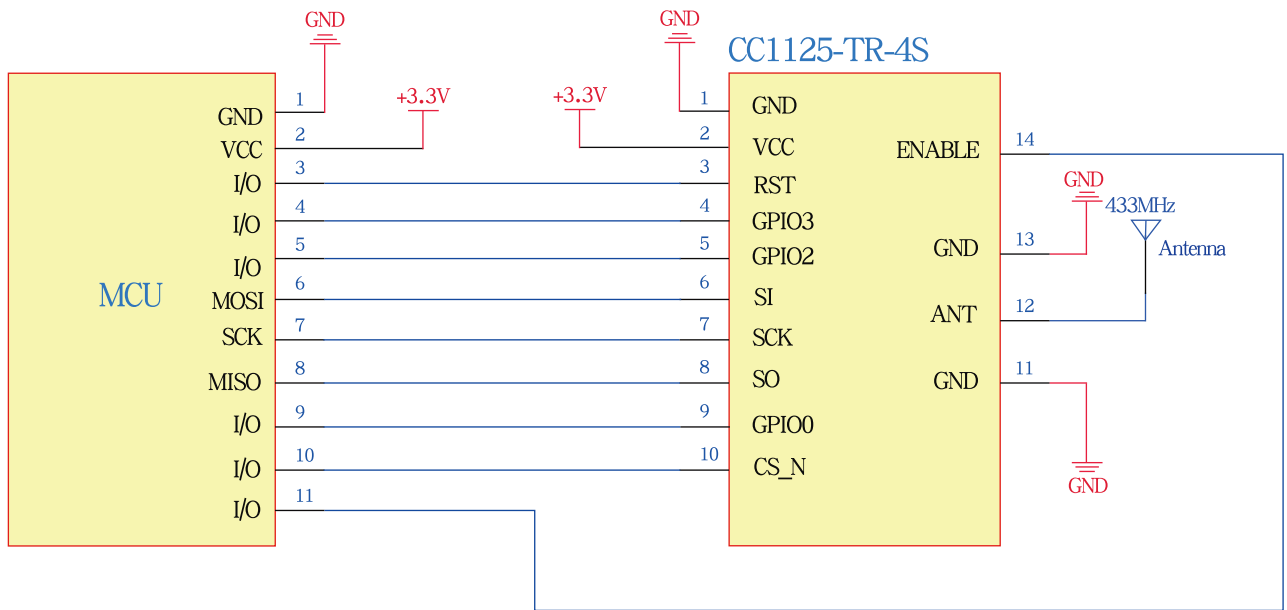 GND
GND
CC1125-TR-4S
+3.3V
+3.3V
MCU
GND 1
VCC 2
I/O 3
I/O 4
I/O 5
MOSI 6
SCK 7
MISO 8
I/O 9
I/O 10
I/O 11
1 GND
2 VCC
3 RST
4 GPIO3
5 GPIO2
6 SI
7 SCK
8 SO
9 GPIO0
10 CS_N
ENABLE 14
GND 13
ANT 12
GND 11
GND
433MHz
Antenna
GND